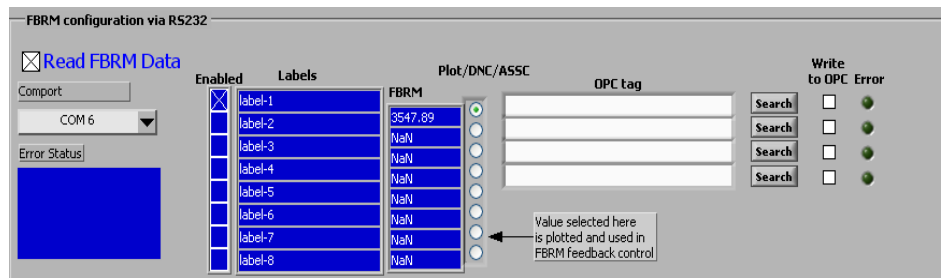 FBRM configuration via RS232
Read FBRM Data
Plot/DNC/ASSC
Write
to OPC Error
Enabled Labels
OPC tag
Comport
FBRM
label-1
Search
COM 6
label-2
3547.89
Search
label-3
NaN
Error Status
Search
label-4
NaN
Search
label-5
NaN
label-6
NaN
label-7
NaN
label-8
NaN
NaN
Value selected here
is plotted and used in
FBRM feedback control